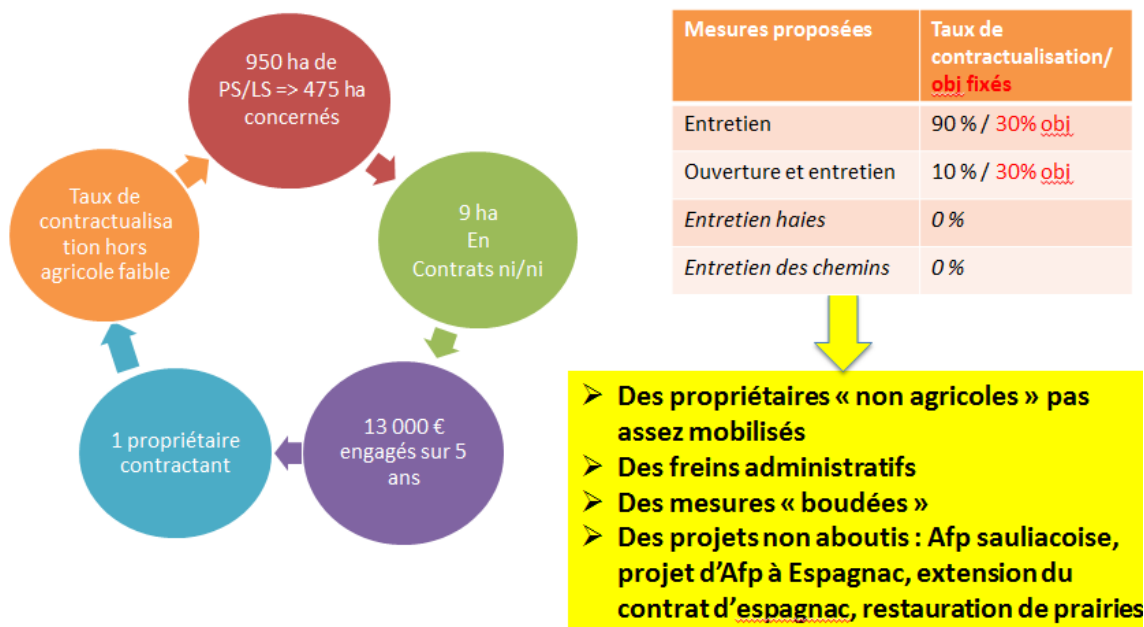 950 ha de
PS/LS => 475 ha
concernés
9 ha
En
Contrats ni/ni
13 000 €
engagés sur 5
ans
1 propriétaire
contractant
Taux de
contractualisa
tion hors
agricole faible
Mesures proposées
Taux de
contractualisation/
obj fixés
Entretien
90 % / 30% obj
Ouverture et entretien
10 % / 30% obj
Entretien haies
0 %
Entretien des chemins
0 %
➢ Des propriétaires « non agricoles » pas
assez mobilisés
➢ Des freins administratifs
➢ Des mesures « boudées »
➢ Des projets non aboutis : Afp sauliacoise,
projet d’Afp à Espagnac, extension du
contrat d’espagnac, restauration de prairies